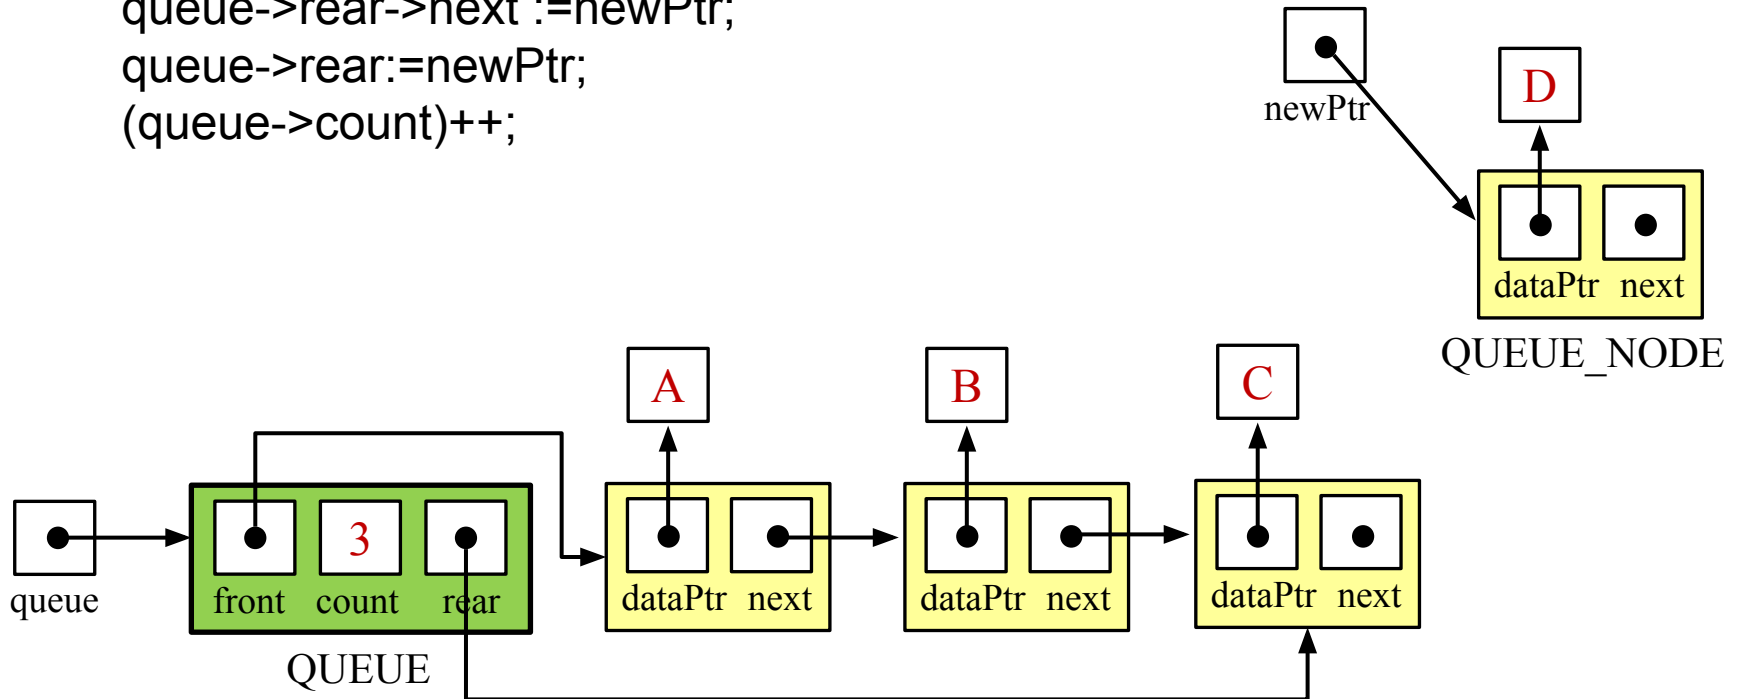 queue->rear->next :=newPtr;
queue->rear:=newPtr;
(queue->count)++;
newPtr
D
dataPtr next
QUEUE_NODE
A
B
C
3
queue
front count rear
dataPtr next
dataPtr next
dataPtr next
QUEUE